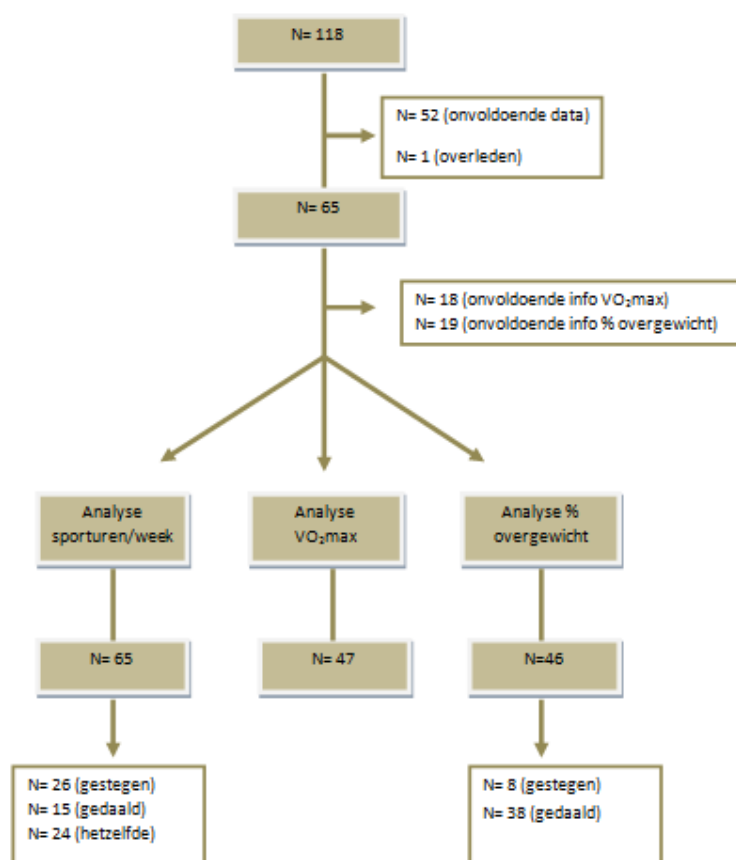 N= 118
N= 52 (onvoldoende data)
N= 1 (overleden)
N= 65
N= 18 (onvoldoende info VO₂max)
N= 19 (onvoldoende info % overgewicht)
Analyse
sporturen/week
Analyse
VO₂max
Analyse %
overgewicht
N= 65
N= 47
N=46
N= 26 (gestegen)
N= 15 (gedaald)
N= 24 (hetzelfde)
N= 8 (gestegen)
N= 38 (gedaald)